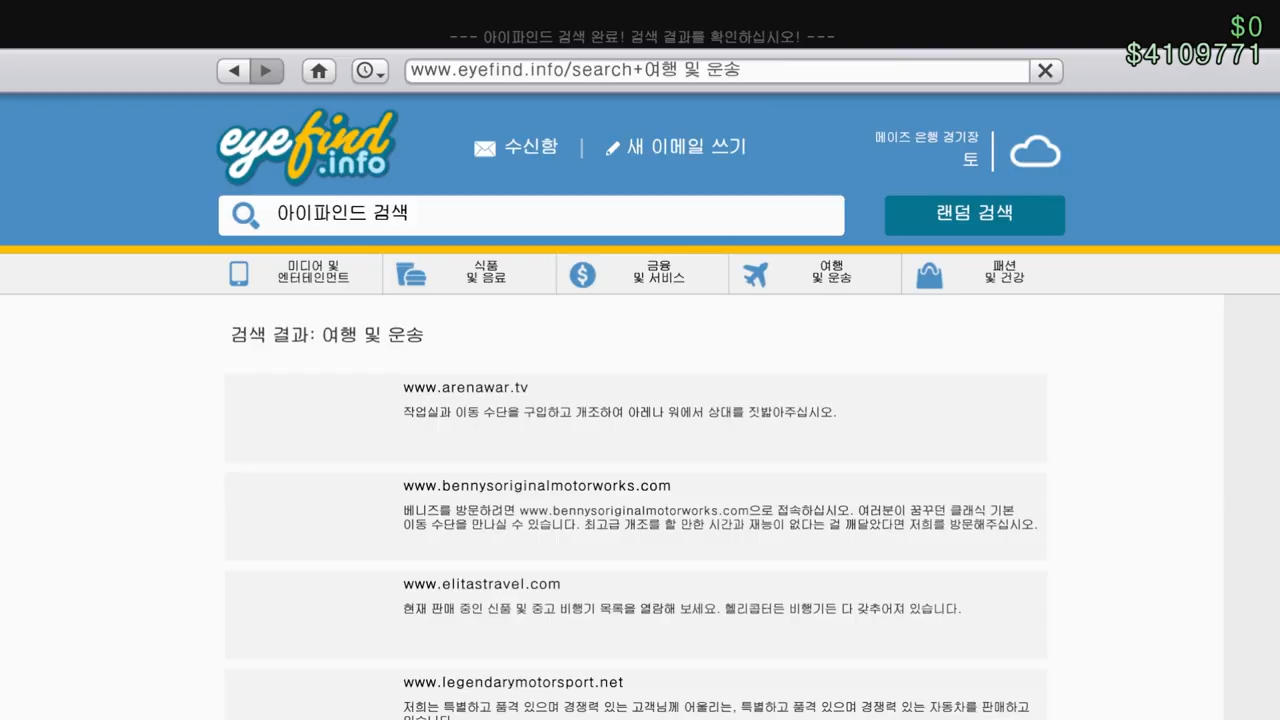 $0
--- 아이파인드 검색 완료! 검색 결과를 확인하십시오! ---
$4109771
www.eyefind.info/search+여행 및 운송
eyefind
.info
수신함 | 새 이메일 쓰기
메이즈 은행 경기장
토
아이파인드 검색
랜덤 검색
미디어 및
엔터테인먼트
식품
및 음료
금융
및 서비스
여행
및 운송
패션
및 건강
검색 결과: 여행 및 운송
www.arenawar.tv
작업실과 이동 수단을 구입하고 개조하여 아레나 워에서 상대를 짓밟아주십시오.
www.bennysoriginalmotorworks.com
베니즈를 방문하려면 www.bennysoriginalmotorworks.com으로 접속하십시오. 여러분이 꿈꾸던 클래식 기본
이동 수단을 만나실 수 있습니다. 최고급 개조를 할 만한 시간과 재능이 없다는 걸 깨달았다면 저희를 방문해주십시오.
www.elitastravel.com
현재 판매 중인 신품 및 중고 비행기 목록을 열람해 보세요. 헬리콥터든 비행기든 다 갖추어져 있습니다.
www.legendarymotorsport.net
저희는 특별하고 품격 있으며 경쟁력 있는 고객님께 어울리는, 특별하고 품격 있으며 경쟁력 있는 자동차를 판매하고
있습니다.